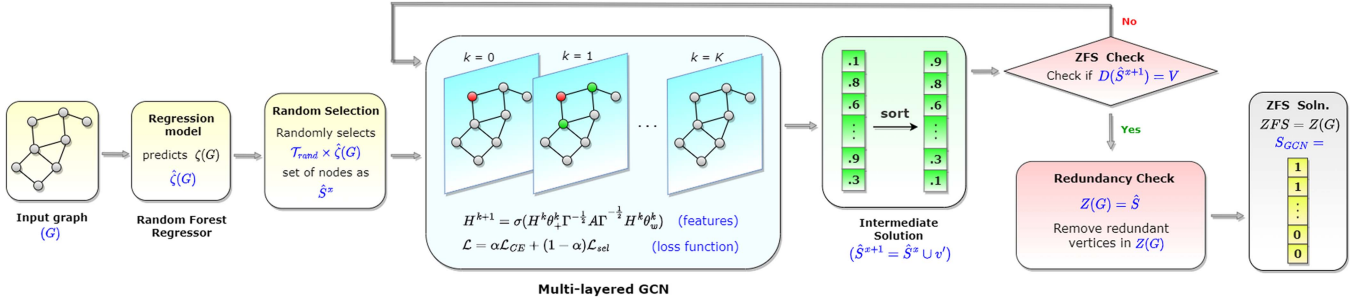 Input graph
(G)
Regression
model
predicts ζ(G)
ζ̂(G)
Random Forest
Regressor
Random Selection
Randomly selects
𝒯_rand × ζ̂(G)
set of nodes as
Ŝ^x
k = 0
k = 1
. . .
k = K
H^{k+1} = σ(H^k θ_+^k Γ^{-1/2} A Γ^{-1/2} H^k θ_w^k) (features)
ℒ = αℒ_CE + (1 − α)ℒ_sel (loss function)
Multi-layered GCN
.1
.8
.6
⋮
.9
.3
sort
.9
.8
.6
⋮
.3
.1
Intermediate
Solution
(Ŝ^{x+1} = Ŝ^x ∪ v′)
No
ZFS Check
Check if D(Ŝ^{x+1}) = V
Yes
Redundancy Check
Z(G) = Ŝ
Remove redundant
vertices in Z(G)
ZFS Soln.
ZFS = Z(G)
S_GCN =
1
1
⋮
0
0